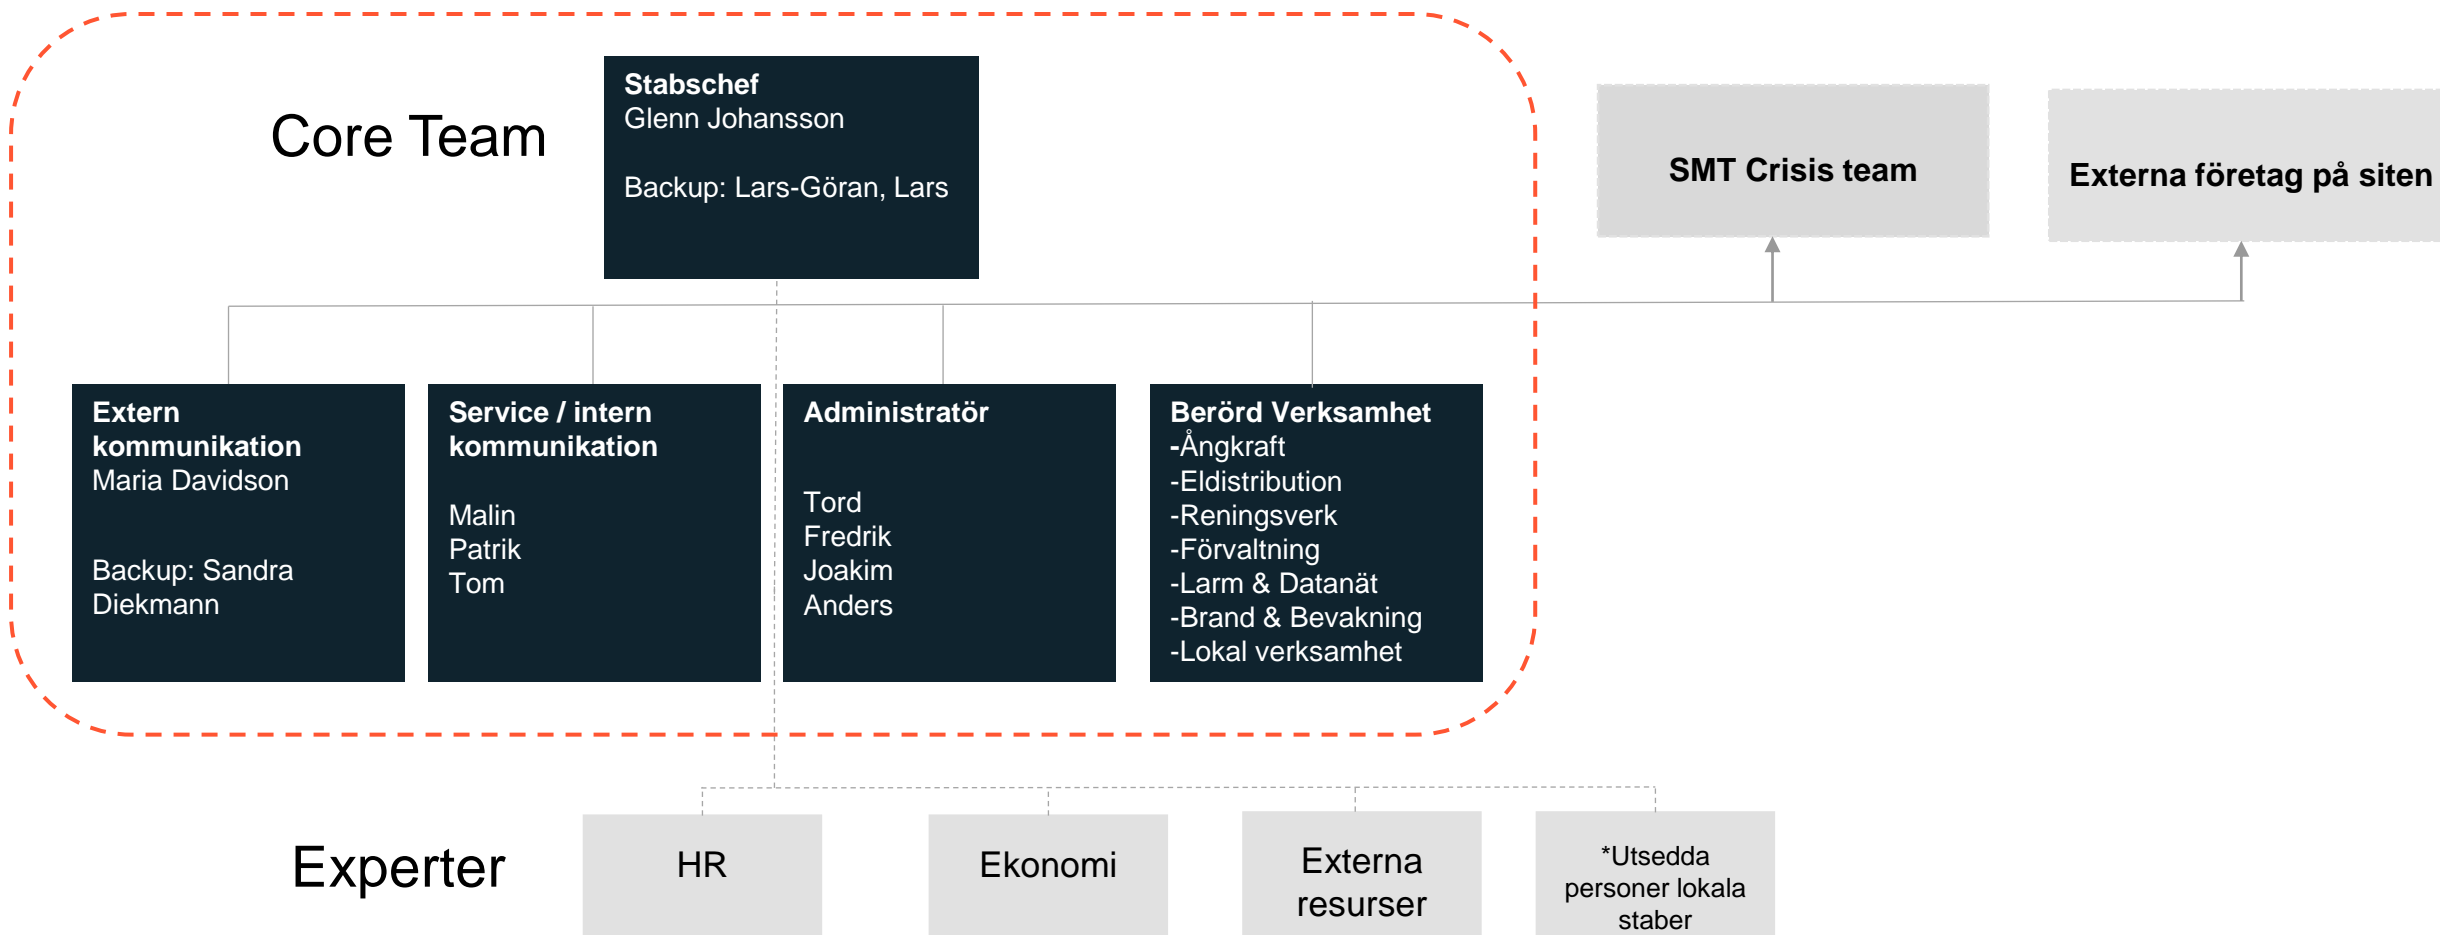 Core Team
Stabschef
Glenn Johansson
Backup: Lars-Göran, Lars
SMT Crisis team
Externa företag på siten
Extern
kommunikation
Maria Davidson
Backup: Sandra
Diekmann
Service / intern
kommunikation
Malin
Patrik
Tom
Administratör
Tord
Fredrik
Joakim
Anders
Berörd Verksamhet
-Ångkraft
-Eldistribution
-Reningsverk
-Förvaltning
-Larm & Datanät
-Brand & Bevakning
-Lokal verksamhet
Experter
HR
Ekonomi
Externa
resurser
*Utsedda
personer lokala
staber